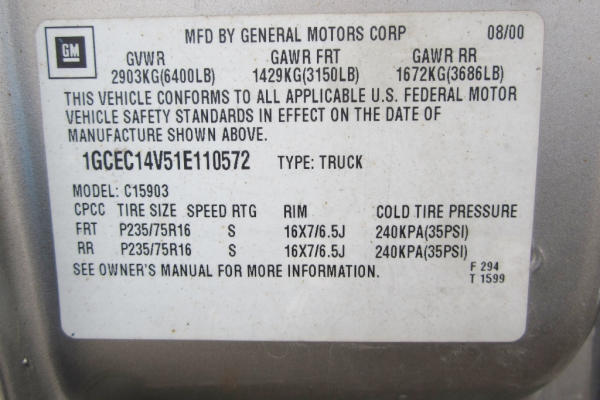 GM
MFD BY GENERAL MOTORS CORP 08/00
GVWR GAWR FRT GAWR RR
2903KG(6400LB) 1429KG(3150LB) 1672KG(3686LB)
THIS VEHICLE CONFORMS TO ALL APPLICABLE U.S. FEDERAL MOTOR
VEHICLE SAFETY STANDARDS IN EFFECT ON THE DATE OF
MANUFACTURE SHOWN ABOVE.
1GCEC14V51E110572 TYPE: TRUCK
MODEL: C15903
CPCC TIRE SIZE SPEED RTG RIM COLD TIRE PRESSURE
FRT P235/75R16 S 16X7/6.5J 240KPA(35PSI)
RR P235/75R16 S 16X7/6.5J 240KPA(35PSI)
SEE OWNER'S MANUAL FOR MORE INFORMATION.
F 294
T 1599